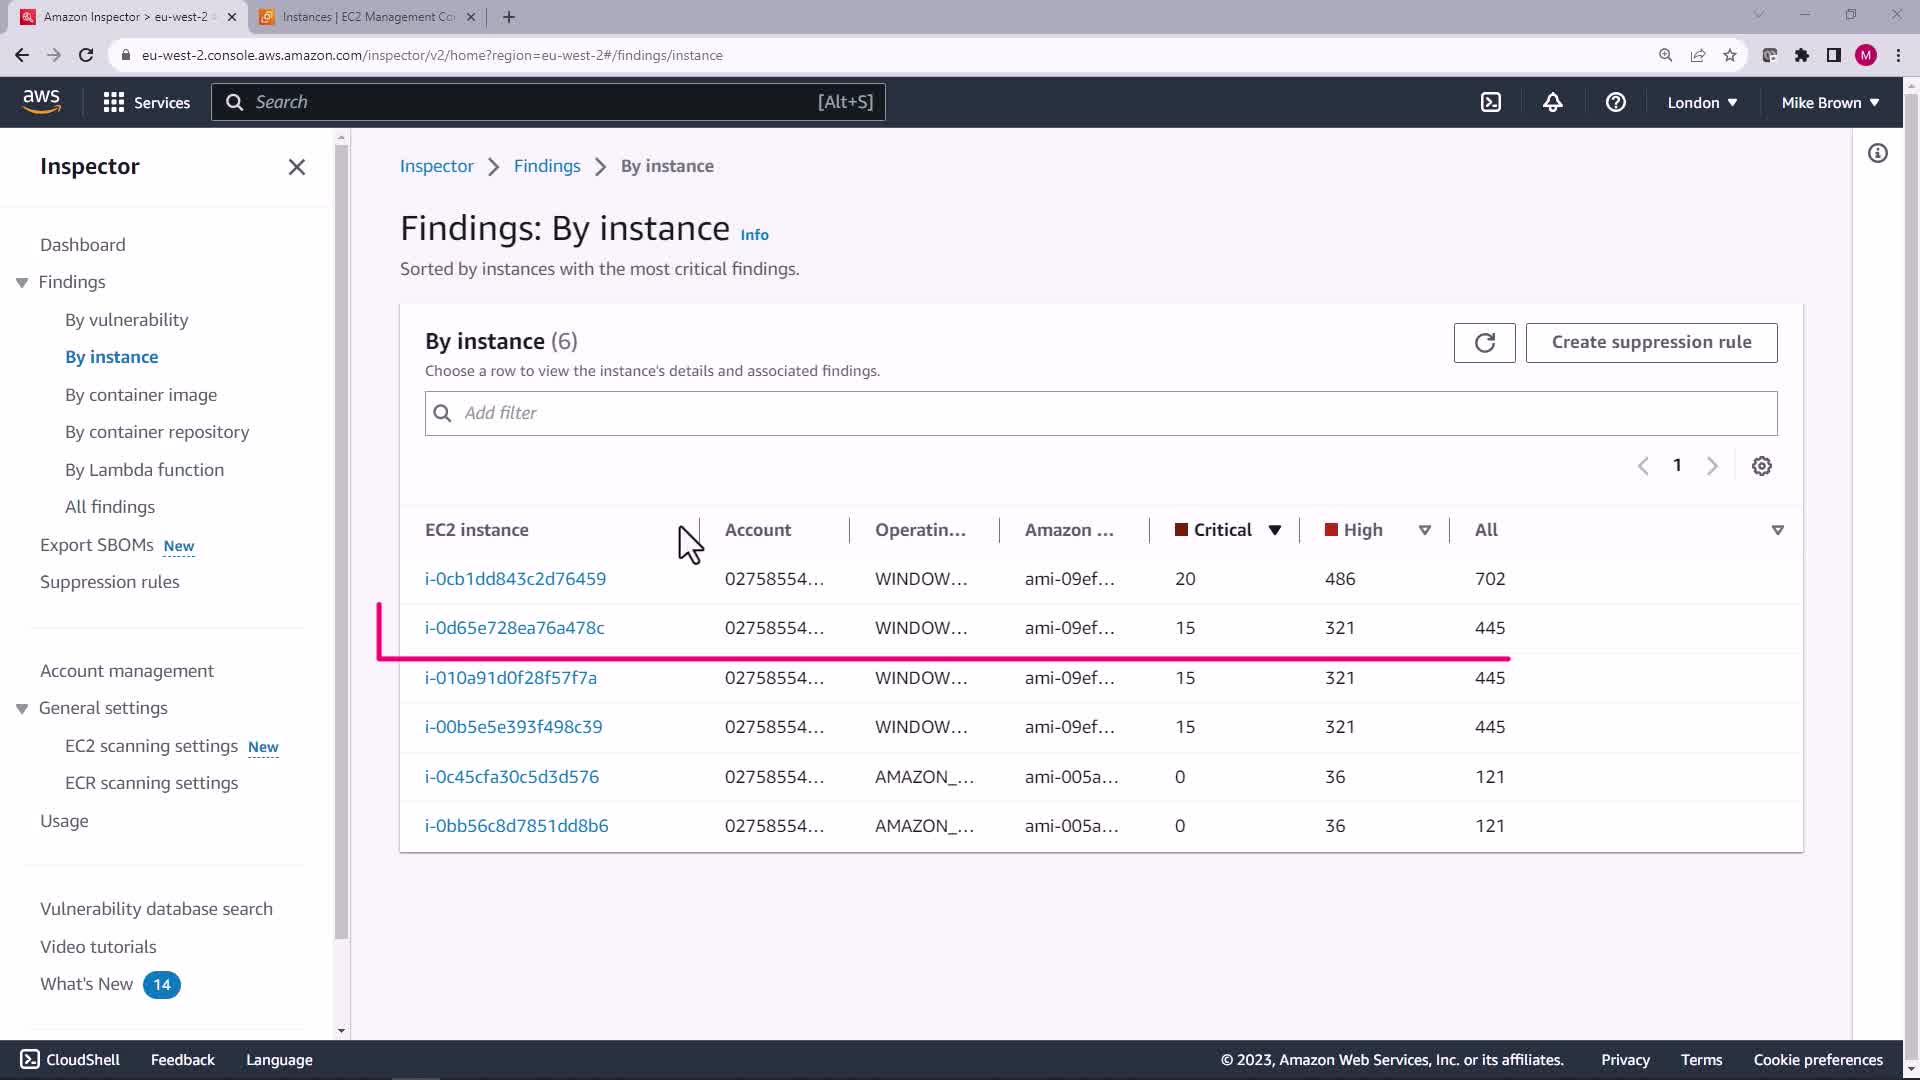 Amazon Inspector > eu-west-2
Instances | EC2 Management Co
eu-west-2.console.aws.amazon.com/inspector/v2/home?region=eu-west-2#/findings/instance
M
aws
Services
Search
[Alt+S]
London
Mike Brown
Inspector
Dashboard
Findings
By vulnerability
By instance
By container image
By container repository
By Lambda function
All findings
Export SBOMs New
Suppression rules
Account management
General settings
EC2 scanning settings New
ECR scanning settings
Usage
Vulnerability database search
Video tutorials
What's New 14
Inspector > Findings > By instance
Findings: By instance Info
Sorted by instances with the most critical findings.
By instance (6)
Choose a row to view the instance's details and associated findings.
Create suppression rule
Add filter
1
EC2 instance Account Operatin... Amazon ... Critical High All
i-0cb1dd843c2d76459 02758554... WINDOW... ami-09ef... 20 486 702
i-0d65e728ea76a478c 02758554... WINDOW... ami-09ef... 15 321 445
i-010a91d0f28f57f7a 02758554... WINDOW... ami-09ef... 15 321 445
i-00b5e5e393f498c39 02758554... WINDOW... ami-09ef... 15 321 445
i-0c45cfa30c5d3d576 02758554... AMAZON_... ami-005a... 0 36 121
i-0bb56c8d7851dd8b6 02758554... AMAZON_... ami-005a... 0 36 121
CloudShell Feedback Language
© 2023, Amazon Web Services, Inc. or its affiliates. Privacy Terms Cookie preferences